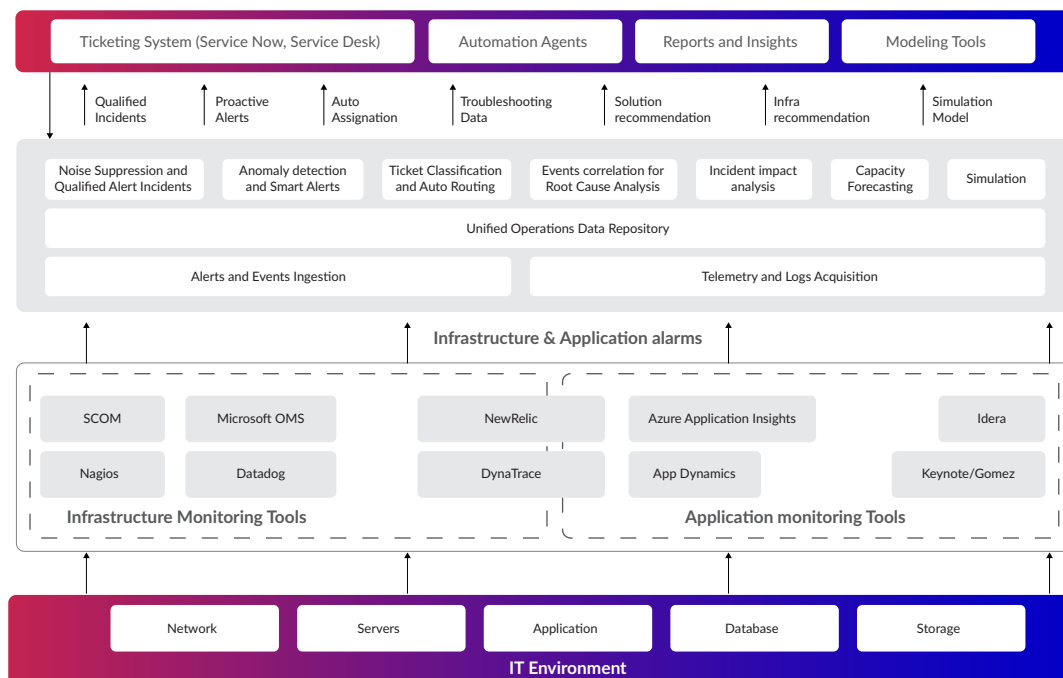 Ticketing System (Service Now, Service Desk)
Automation Agents
Reports and Insights
Modeling Tools
Qualified
Incidents
Proactive
Alerts
Auto
Assignation
Troubleshooting
Data
Solution
recommendation
Infra
recommendation
Simulation
Model
Noise Suppression and
Qualified Alert Incidents
Anomaly detection
and Smart Alerts
Ticket Classification
and Auto Routing
Events correlation for
Root Cause Analysis
Incident impact
analysis
Capacity
Forecasting
Simulation
Unified Operations Data Repository
Alerts and Events Ingestion
Telemetry and Logs Acquisition
Infrastructure & Application alarms
SCOM
Microsoft OMS
NewRelic
Azure Application Insights
Idera
Nagios
Datadog
DynaTrace
App Dynamics
Keynote/Gomez
Infrastructure Monitoring Tools
Application monitoring Tools
Network
Servers
Application
Database
Storage
IT Environment